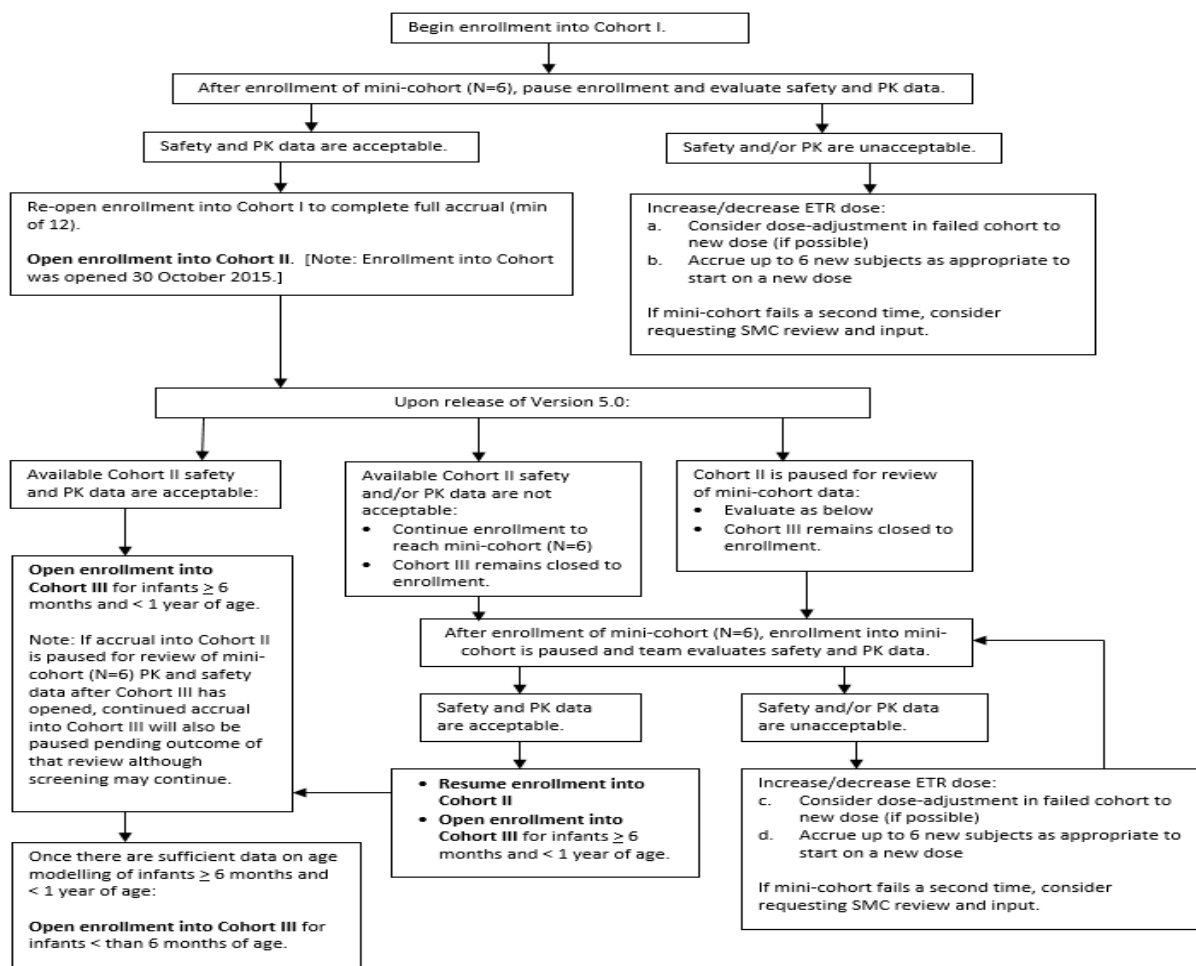 Begin enrollment into Cohort I.
After enrollment of mini-cohort (N=6), pause enrollment and evaluate safety and PK data.
Safety and PK data are acceptable.
Safety and/or PK are unacceptable.
Re-open enrollment into Cohort I to complete full accrual (min
of 12).
Open enrollment into Cohort II. [Note: Enrollment into Cohort
was opened 30 October 2015.]
Increase/decrease ETR dose:
a. Consider dose-adjustment in failed cohort to
new dose (if possible)
b. Accrue up to 6 new subjects as appropriate to
start on a new dose
If mini-cohort fails a second time, consider
requesting SMC review and input.
Upon release of Version 5.0:
Available Cohort II safety
and PK data are acceptable:
Available Cohort II safety
and/or PK data are not
acceptable:
• Continue enrollment to
reach mini-cohort (N=6)
• Cohort III remains closed to
enrollment.
Cohort II is paused for review
of mini-cohort data:
• Evaluate as below
• Cohort III remains closed to
enrollment.
Open enrollment into
Cohort III for infants ≥ 6
months and < 1 year of age.
Note: If accrual into Cohort II
is paused for review of mini-
cohort (N=6) PK and safety
data after Cohort III has
opened, continued accrual
into Cohort III will also be
paused pending outcome of
that review although
screening may continue.
After enrollment of mini-cohort (N=6), enrollment into mini-
cohort is paused and team evaluates safety and PK data.
Safety and PK data
are acceptable.
Safety and/or PK data
are unacceptable.
• Resume enrollment into
Cohort II
• Open enrollment into
Cohort III for infants ≥ 6
months and < 1 year of age.
Increase/decrease ETR dose:
c. Consider dose-adjustment in failed cohort to
new dose (if possible)
d. Accrue up to 6 new subjects as appropriate to
start on a new dose
If mini-cohort fails a second time, consider
requesting SMC review and input.
Once there are sufficient data on age
modelling of infants ≥ 6 months and
< 1 year of age:
Open enrollment into Cohort III for
infants < than 6 months of age.